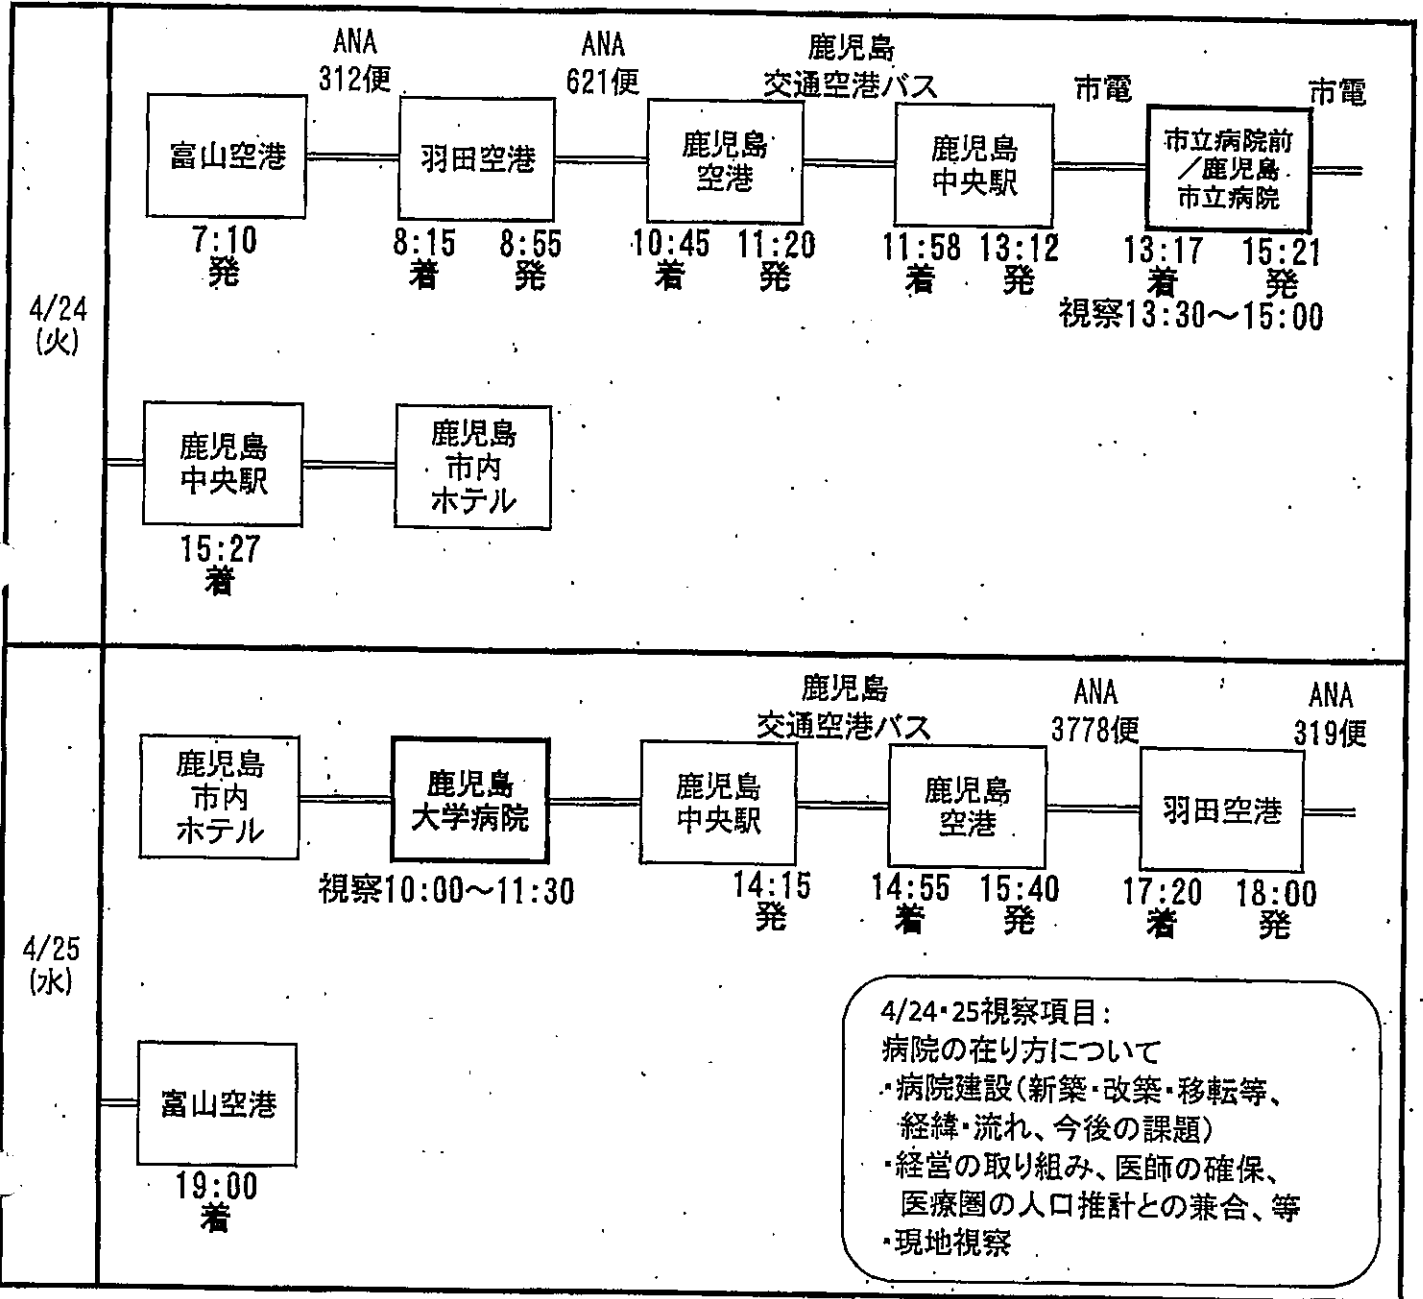 4/24
(火)
ANA
312便
ANA
621便
鹿児島
交通空港バス
市電
市電
富山空港
羽田空港
鹿児島
空港
鹿児島
中央駅
市立病院前
/鹿児島
市立病院
7:10
発
8:15
着
8:55
発
10:45
着
11:20
発
11:58
着
13:12
発
13:17
着
15:21
発
視察13:30~15:00
鹿児島
中央駅
鹿児島
市内
ホテル
15:27
着
4/25
(水)
鹿児島
交通空港バス
ANA
3778便
ANA
319便
鹿児島
市内
ホテル
鹿児島
大学病院
鹿児島
中央駅
鹿児島
空港
羽田空港
視察10:00~11:30
14:15
発
14:55
着
15:40
発
17:20
着
18:00
発
富山空港
19:00
着
4/24・25視察項目:
病院の在り方について
・病院建設(新築・改築・移転等、
経緯・流れ、今後の課題)
・経営の取り組み、医師の確保、
医療圏の人口推計との兼合、等
・現地視察